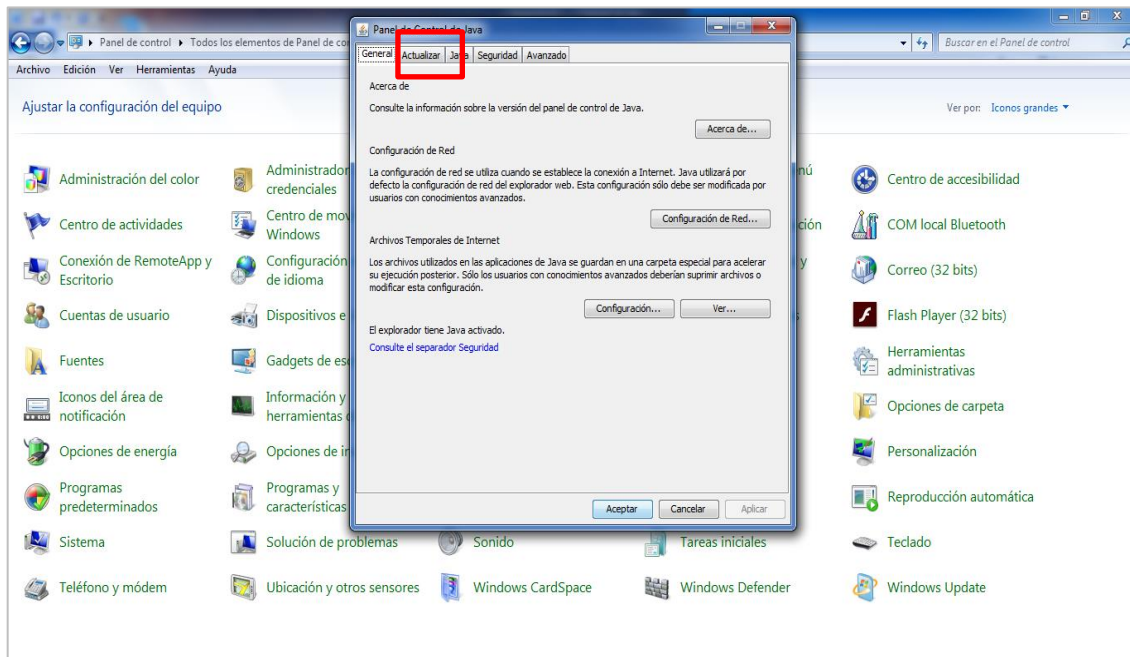 Panel de Control de Java
Panel de control ▸ Todos los elementos de Panel de co
Buscar en el Panel de control
Archivo Edición Ver Herramientas Ayuda
General Actualizar Java Seguridad Avanzado
Ajustar la configuración del equipo
Ver por: Iconos grandes
Acerca de
Consulte la información sobre la versión del panel de control de Java.
Acerca de...
Configuración de Red
La configuración de red se utiliza cuando se establece la conexión a Internet. Java utilizará por
defecto la configuración de red del explorador web. Esta configuración sólo debe ser modificada por
usuarios con conocimientos avanzados.
Configuración de Red...
Archivos Temporales de Internet
Los archivos utilizados en las aplicaciones de Java se guardan en una carpeta especial para acelerar
su ejecución posterior. Sólo los usuarios con conocimientos avanzados deberían suprimir archivos o
modificar esta configuración.
Configuración... Ver...
El explorador tiene Java activado.
Consulte el separador Seguridad
Aceptar Cancelar Aplicar
Administración del color
Administrador
credenciales
nú
Centro de accesibilidad
Centro de actividades
Centro de mov
Windows
ción
COM local Bluetooth
Conexión de RemoteApp y
Escritorio
Configuración
de idioma
y
Correo (32 bits)
Cuentas de usuario
Dispositivos e
Flash Player (32 bits)
Fuentes
Gadgets de esc
Herramientas
administrativas
Iconos del área de
notificación
Información y
herramientas
Opciones de carpeta
Opciones de energía
Opciones de in
Personalización
Programas
predeterminados
Programas y
características
Reproducción automática
Sistema
Solución de problemas
Sonido
Tareas iniciales
Teclado
Teléfono y módem
Ubicación y otros sensores
Windows CardSpace
Windows Defender
Windows Update